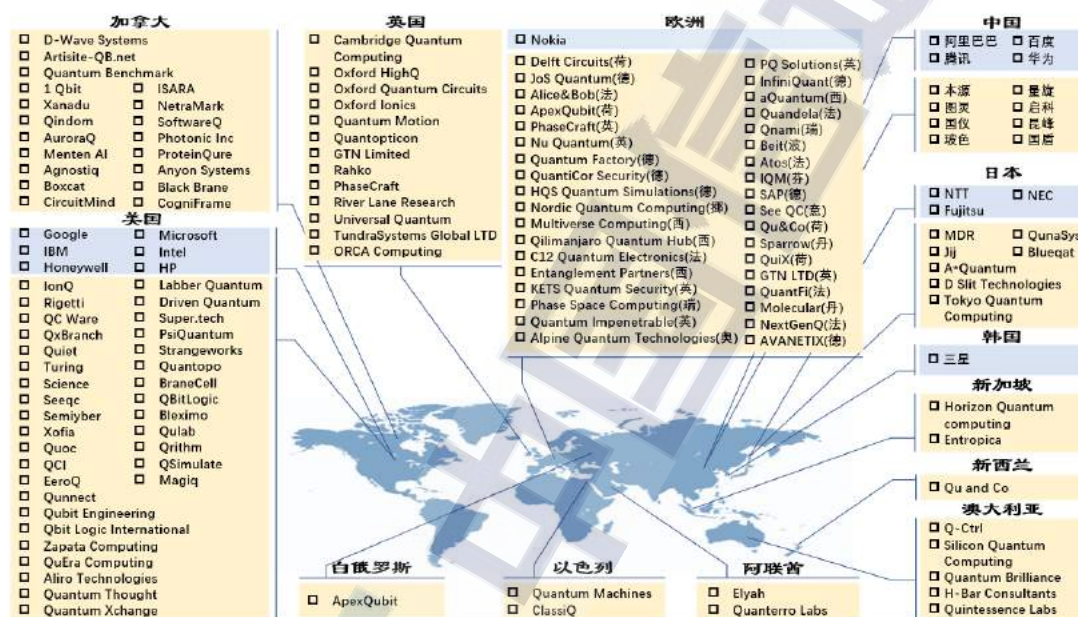 加拿大
D-Wave Systems
Artisite-QB.net
Quantum Benchmark
1 Qbit ISARA
Xanadu NetraMark
Qindom SoftwareQ
AuroraQ Photonic Inc
Menten AI ProteinQure
Agnostiq Anyon Systems
Boxcat Black Brane
CircuitMind CogniFrame
美国
Google Microsoft
IBM Intel
Honeywell HP
IonQ Labber Quantum
Rigetti Driven Quantum
QC Ware Super.tech
QxBranch PsiQuantum
Quiet Strangeworks
Turing Quantopo
Science BraneCell
Seeqc QBitLogic
Semiyber Bleximo
Xofia Qulab
Quoc Qrithm
QCI QSimulate
EeroQ Magiq
Qunnect
Qubit Engineering
Qbit Logic International
Zapata Computing
QuEra Computing
Aliro Technologies
Quantum Thought
Quantum Xchange
英国
Cambridge Quantum
Computing
Oxford HighQ
Oxford Quantum Circuits
Oxford Ionics
Quantum Motion
Quantopticon
GTN Limited
Rahko
PhaseCraft
River Lane Research
Universal Quantum
TundraSystems Global LTD
ORCA Computing
欧洲
Nokia
Delft Circuits(荷)
JoS Quantum(德)
Alice&Bob(法)
ApexQubit(荷)
PhaseCraft(英)
Nu Quantum(英)
Quantum Factory(德)
QuantiCor Security(德)
HQS Quantum Simulations(德)
Nordic Quantum Computing(挪)
Multiverse Computing(西)
Qilimanjaro Quantum Hub(西)
C12 Quantum Electronics(法)
Entanglement Partners(西)
KETS Quantum Security(英)
Phase Space Computing(瑞)
Quantum Impenetrable(英)
Alpine Quantum Technologies(奥)
PQ Solutions(英)
InfiniQuant(德)
aQuantum(西)
Quandela(法)
Qnami(瑞)
Beit(波)
Atos(法)
IQM(芬)
SAP(德)
See QC(意)
Qu&Co(荷)
Sparrow(丹)
QuiX(荷)
GTN LTD(英)
QuantFi(法)
Molecular(丹)
NextGenQ(法)
AVANETIX(德)
中国
阿里巴巴 百度
腾讯 华为
本源 量旋
图灵 启科
国仪 昆峰
玻色 国盾
日本
NTT NEC
Fujitsu
MDR QunaSys
Jij Blueqat
A*Quantum
D Slit Technologies
Tokyo Quantum
Computing
韩国
三星
新加坡
Horizon Quantum
computing
Entropica
新西兰
Qu and Co
澳大利亚
Q-Ctrl
Silicon Quantum
Computing
Quantum Brilliance
H-Bar Consultants
Quintessence Labs
白俄罗斯
ApexQubit
以色列
Quantum Machines
ClassiQ
阿联酋
Elyah
Quanterro Labs